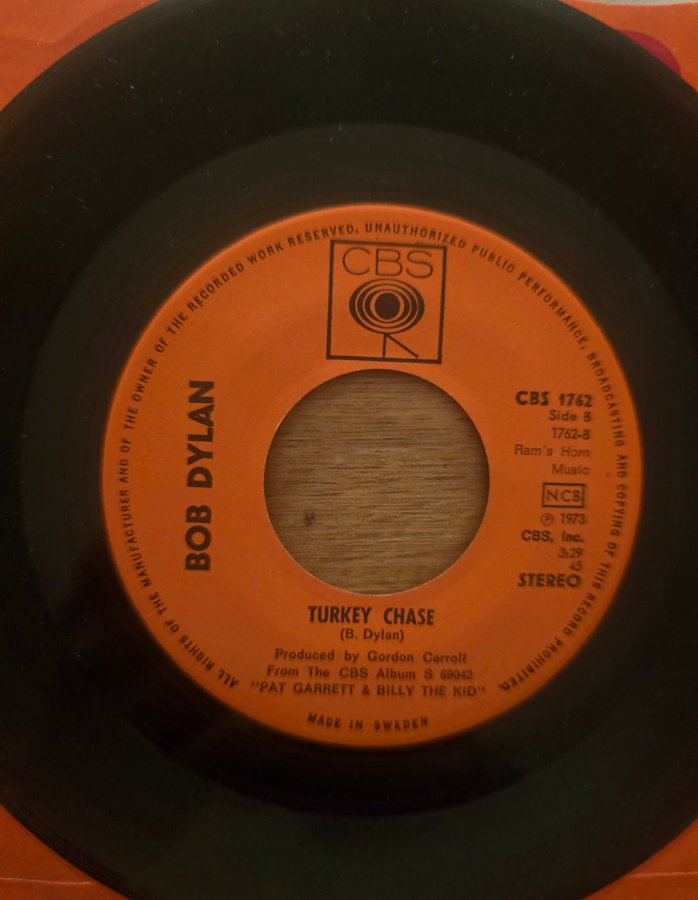 ALL RIGHTS OF THE MANUFACTURER AND OF THE OWNER OF THE RECORDED WORK RESERVED. UNAUTHORIZED PUBLIC PERFORMANCE, BROADCASTING AND COPYING OF THIS RECORD PROHIBITED.
CBS
BOB DYLAN
CBS 1762
Side B
1762-B
Ram's Horn
Music
NCB
℗ 1973
CBS, Inc.
3:29
45
STEREO
TURKEY CHASE
(B. Dylan)
Produced by Gordon Carroll
From The CBS Album S 69042
"PAT GARRETT & BILLY THE KID"
MADE IN SWEDEN